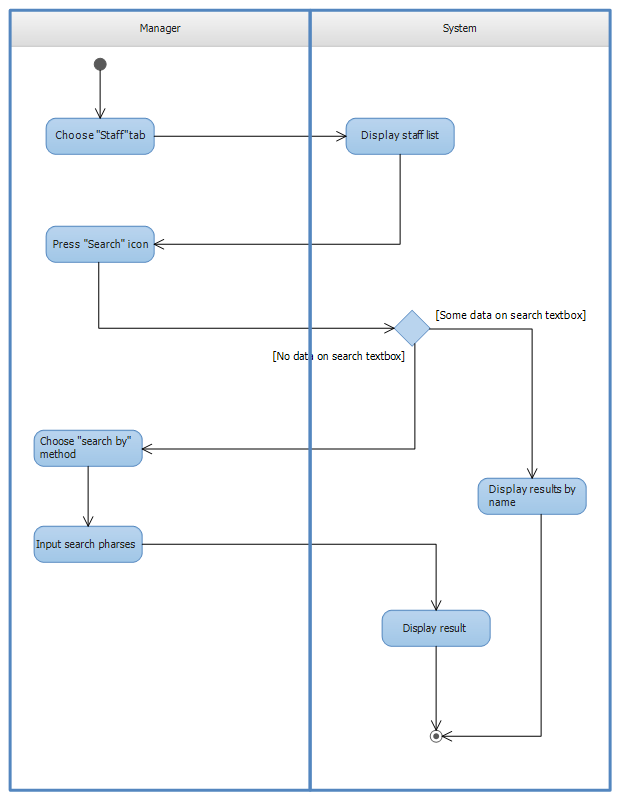 Manager
System
Choose "Staff" tab
Display staff list
Press "Search" icon
[Some data on search textbox]
[No data on search textbox]
Choose "search by"
method
Display results by
name
Input search pharses
Display result